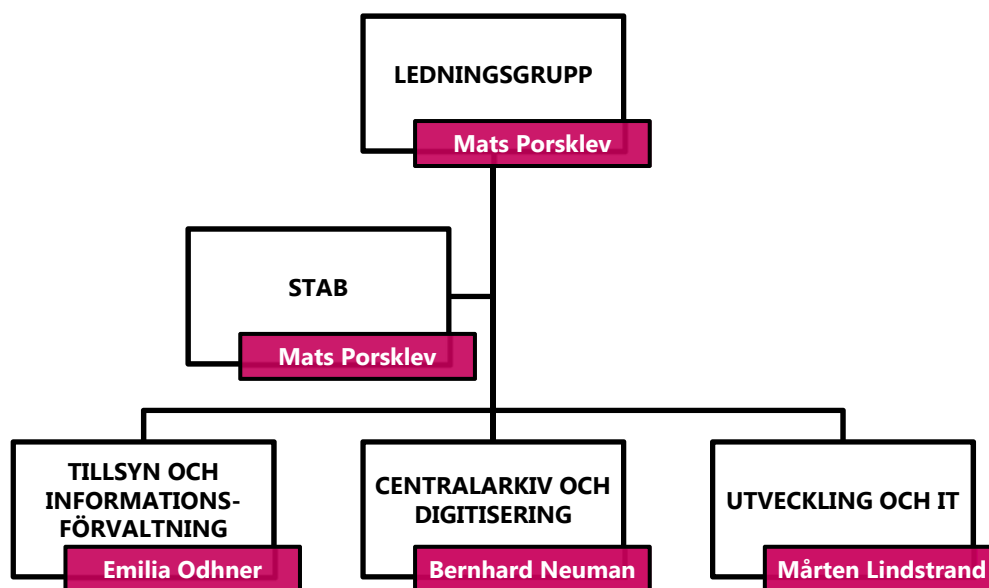 LEDNINGSGRUPP
Mats Porsklev
STAB
Mats Porsklev
TILLSYN OCH
INFORMATIONS-
FÖRVALTNING
Emilia Odhner
CENTRALARKIV OCH
DIGITISERING
Bernhard Neuman
UTVECKLING OCH IT
Mårten Lindstrand